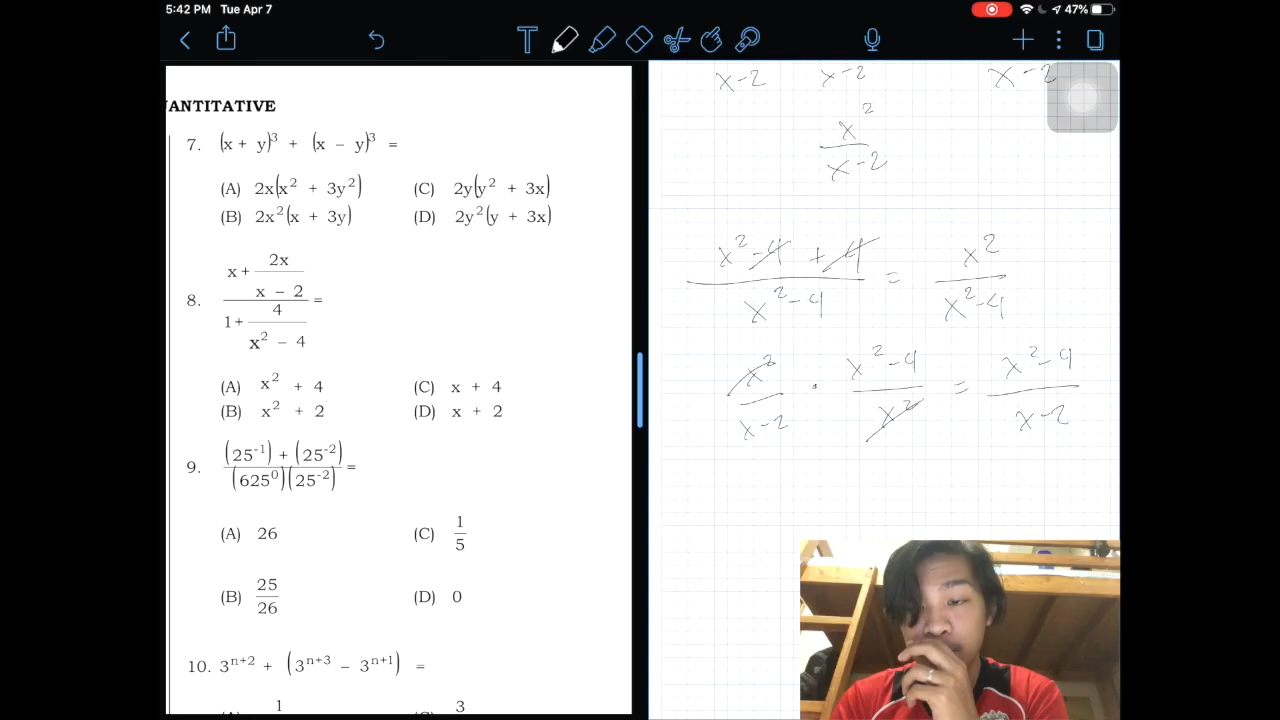 5:42 PM Tue Apr 7
47%
T
ANTITATIVE
7. (x + y)³ + (x − y)³ =
(A) 2x(x² + 3y²) (C) 2y(y² + 3x)
(B) 2x²(x + 3y) (D) 2y²(y + 3x)
2x
x +
x − 2
8. =
4
1 +
x² − 4
(A) x² + 4 (C) x + 4
(B) x² + 2 (D) x + 2
(25⁻¹) + (25⁻²)
9. =
(625⁰)(25⁻²)
(A) 26 (C) 1/5
(B) 25/26 (D) 0
10. 3ⁿ⁺² + (3ⁿ⁺³ − 3ⁿ⁺¹) =
1 3
x-2 x-2 x-2
x²
x-2
x²-4 +4 = x²
x²-4 x²-4
x² · x²-4 = x²-4
x-2 x² x-2